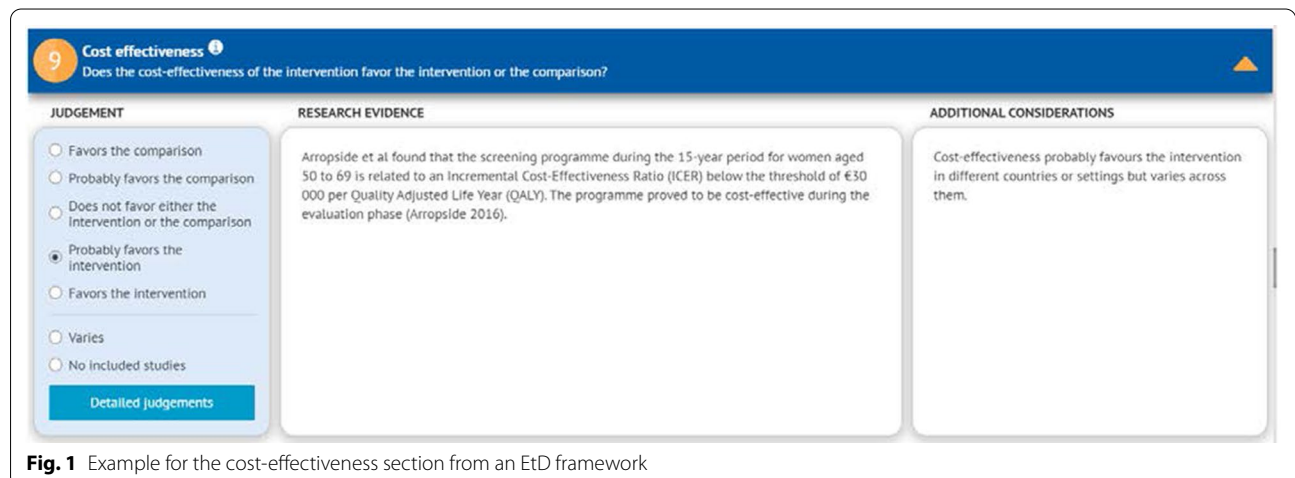 9
Cost effectiveness
Does the cost-effectiveness of the intervention favor the intervention or the comparison?
JUDGEMENT
Favors the comparison
Probably favors the comparison
Does not favor either the
intervention or the comparison
Probably favors the
intervention
Favors the intervention
Varies
No included studies
Detailed judgements
RESEARCH EVIDENCE
Arropside et al found that the screening programme during the 15-year period for women aged
50 to 69 is related to an Incremental Cost-Effectiveness Ratio (ICER) below the threshold of €30
000 per Quality Adjusted Life Year (QALY). The programme proved to be cost-effective during the
evaluation phase (Arropside 2016).
ADDITIONAL CONSIDERATIONS
Cost-effectiveness probably favours the intervention
in different countries or settings but varies across
them.
Fig. 1 Example for the cost-effectiveness section from an EtD framework